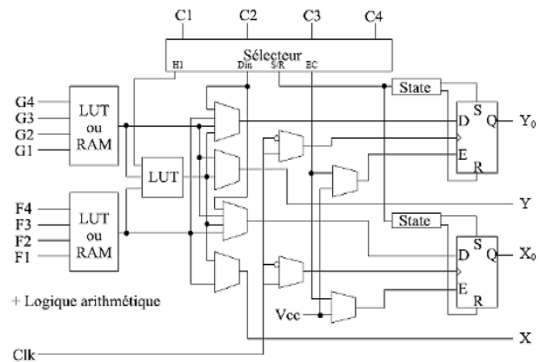 C1 C2 C3 C4
Sélecteur
H1 Din S/R EC
G4
G3
G2
G1
LUT
ou
RAM
State
S
D Q Y₀
E
R
LUT
Y
F4
F3
F2
F1
LUT
ou
RAM
State
S
D Q X₀
E
R
+ Logique arithmétique
Vcc
X
Clk